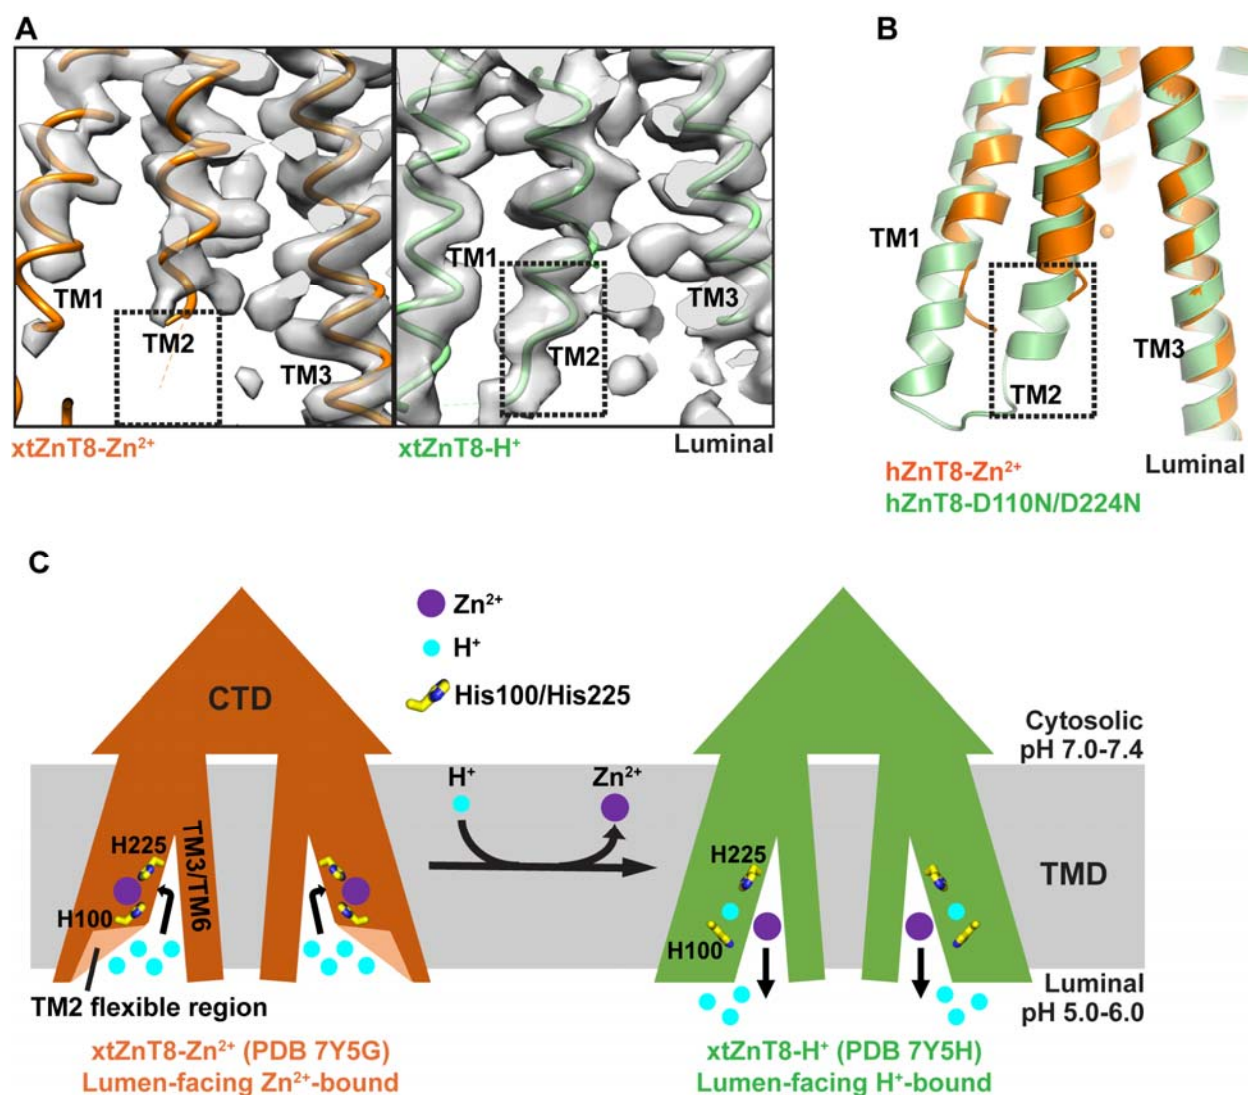 A
TM1
TM2
TM3
xtZnT8-Zn²⁺
TM1
TM2
TM3
xtZnT8-H⁺
Luminal
B
TM1
TM2
TM3
Luminal
hZnT8-Zn²⁺
hZnT8-D110N/D224N
C
Zn²⁺
H⁺
His100/His225
CTD
H225
H100
TM3/TM6
TM2 flexible region
xtZnT8-Zn²⁺ (PDB 7Y5G)
Lumen-facing Zn²⁺-bound
H⁺
Zn²⁺
H225
H100
Cytosolic
pH 7.0-7.4
TMD
Luminal
pH 5.0-6.0
xtZnT8-H⁺ (PDB 7Y5H)
Lumen-facing H⁺-bound